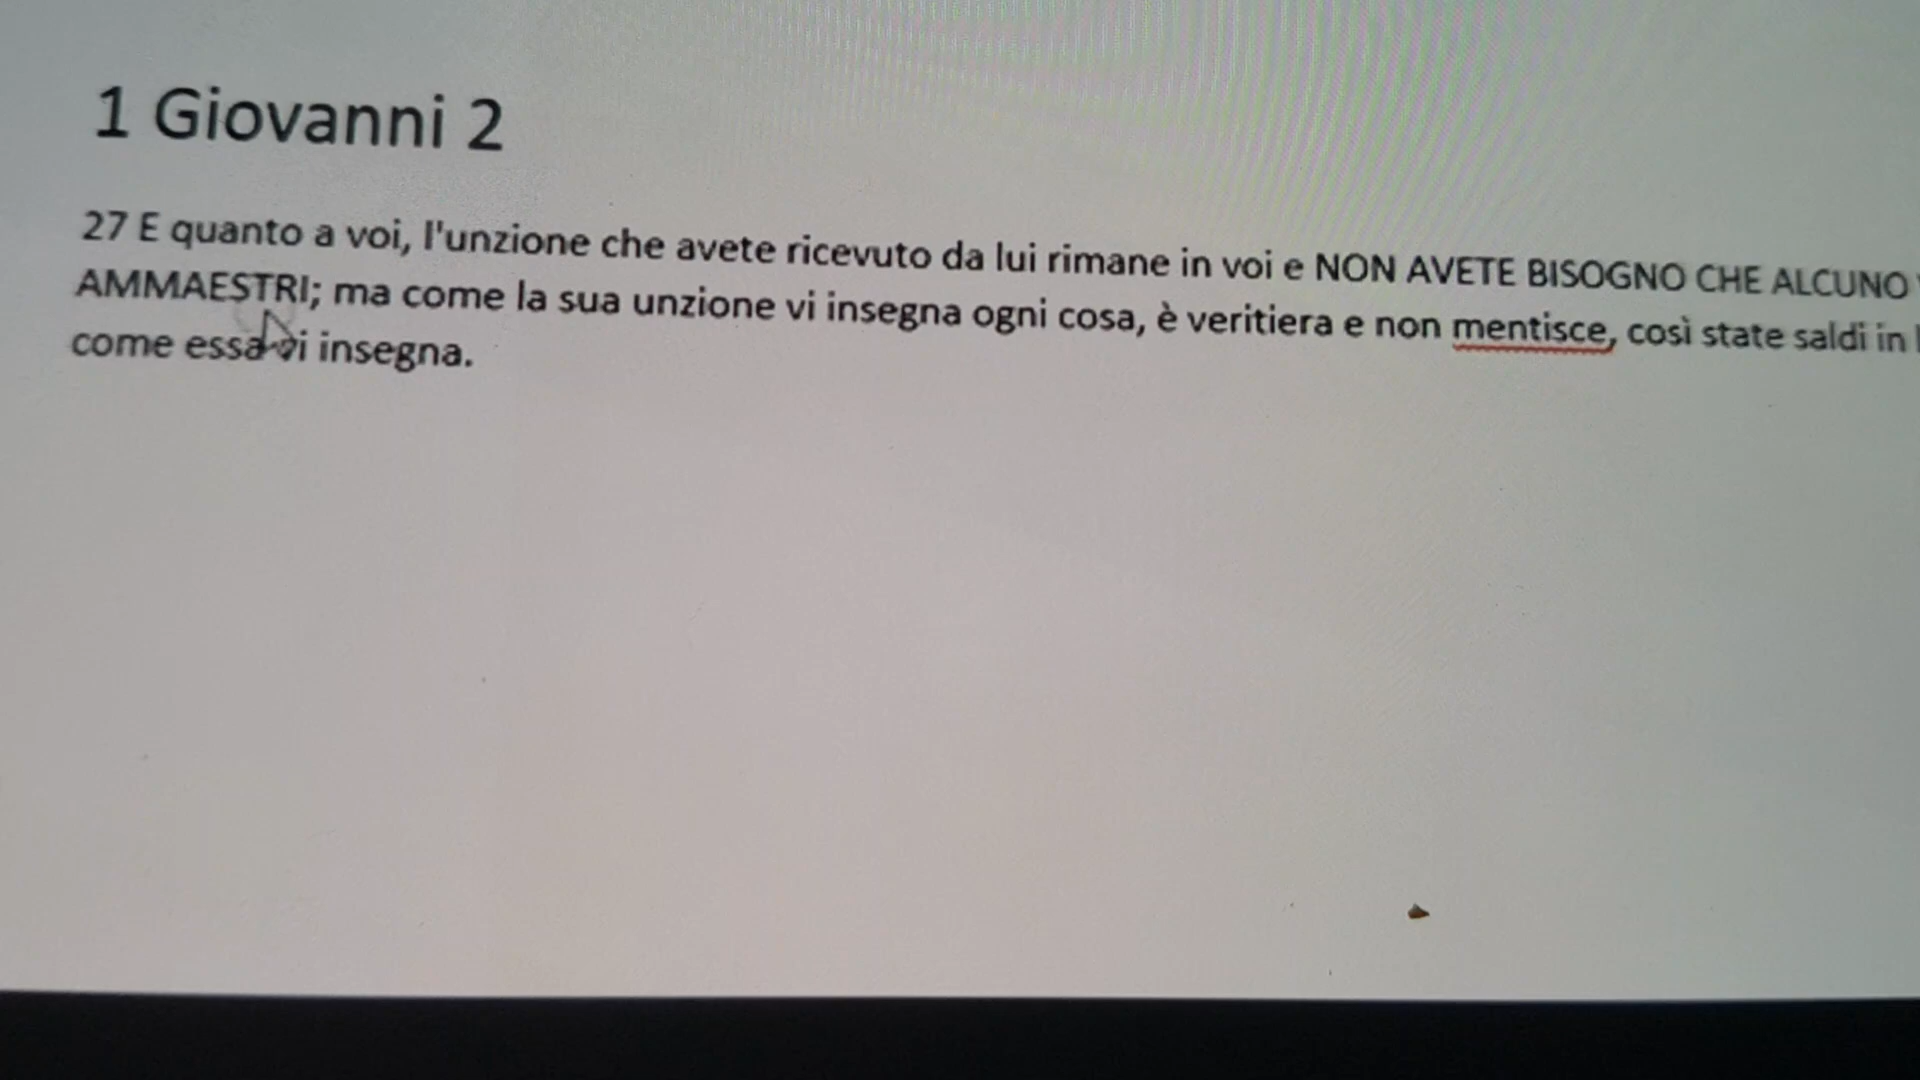 1 Giovanni 2
27 E quanto a voi, l'unzione che avete ricevuto da lui rimane in voi e NON AVETE BISOGNO CHE ALCUNO
AMMAESTRI; ma come la sua unzione vi insegna ogni cosa, è veritiera e non mentisce, così state saldi in
come essa vi insegna.